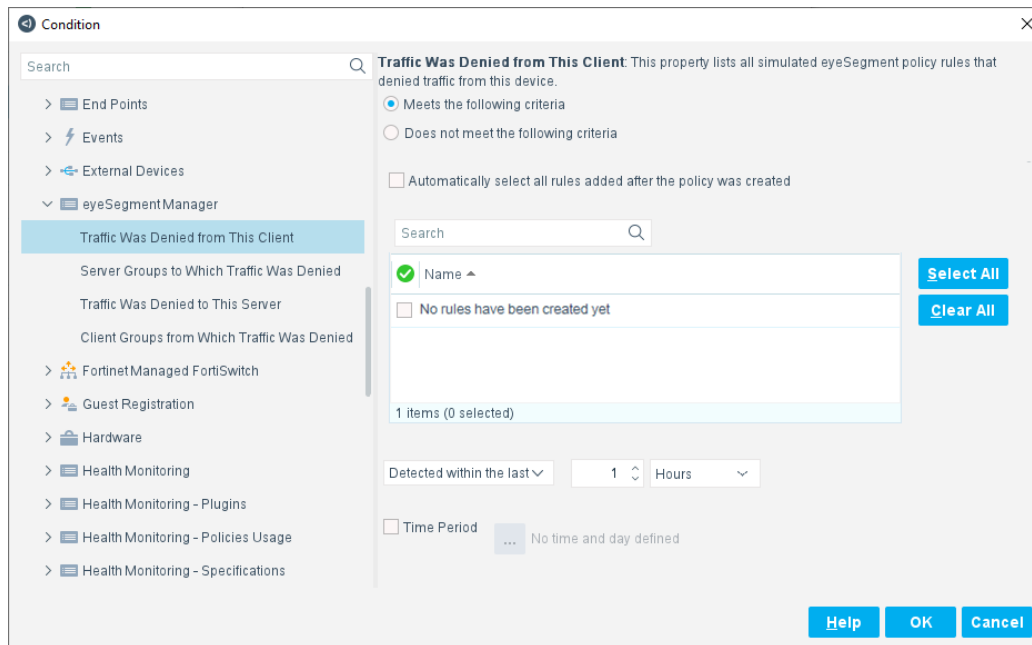 Condition
Search
End Points
Events
External Devices
eyeSegment Manager
Traffic Was Denied from This Client
Server Groups to Which Traffic Was Denied
Traffic Was Denied to This Server
Client Groups from Which Traffic Was Denied
Fortinet Managed FortiSwitch
Guest Registration
Hardware
Health Monitoring
Health Monitoring - Plugins
Health Monitoring - Policies Usage
Health Monitoring - Specifications
Traffic Was Denied from This Client: This property lists all simulated eyeSegment policy rules that
denied traffic from this device.
Meets the following criteria
Does not meet the following criteria
Automatically select all rules added after the policy was created
Search
Name
No rules have been created yet
1 items (0 selected)
Select All
Clear All
Detected within the last 1 Hours
Time Period ... No time and day defined
Help OK Cancel